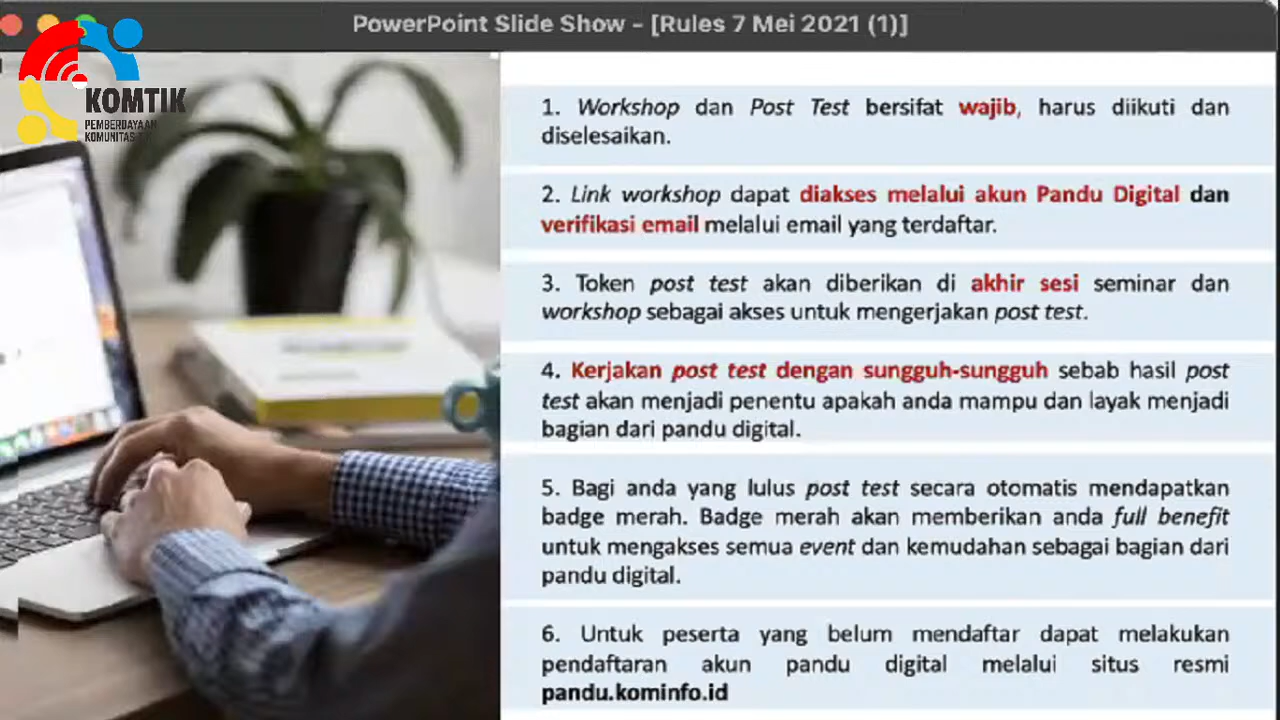 PowerPoint Slide Show - [Rules 7 Mei 2021 (1)]
KOMTIK
PEMBERDAYAAN
KOMUNITAS TIK
1. Workshop dan Post Test bersifat wajib, harus diikuti dan
diselesaikan.
2. Link workshop dapat diakses melalui akun Pandu Digital dan
verifikasi email melalui email yang terdaftar.
3. Token post test akan diberikan di akhir sesi seminar dan
workshop sebagai akses untuk mengerjakan post test.
4. Kerjakan post test dengan sungguh-sungguh sebab hasil post
test akan menjadi penentu apakah anda mampu dan layak menjadi
bagian dari pandu digital.
5. Bagi anda yang lulus post test secara otomatis mendapatkan
badge merah. Badge merah akan memberikan anda full benefit
untuk mengakses semua event dan kemudahan sebagai bagian dari
pandu digital.
6. Untuk peserta yang belum mendaftar dapat melakukan
pendaftaran akun pandu digital melalui situs resmi
pandu.kominfo.id